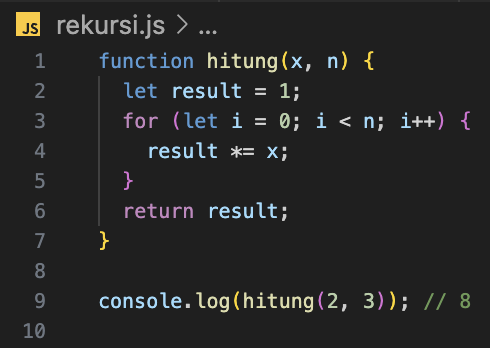 JS rekursi.js > ...
1 function hitung(x, n) {
2   let result = 1;
3   for (let i = 0; i < n; i++) {
4     result *= x;
5   }
6   return result;
7 }
8
9 console.log(hitung(2, 3)); // 8
10